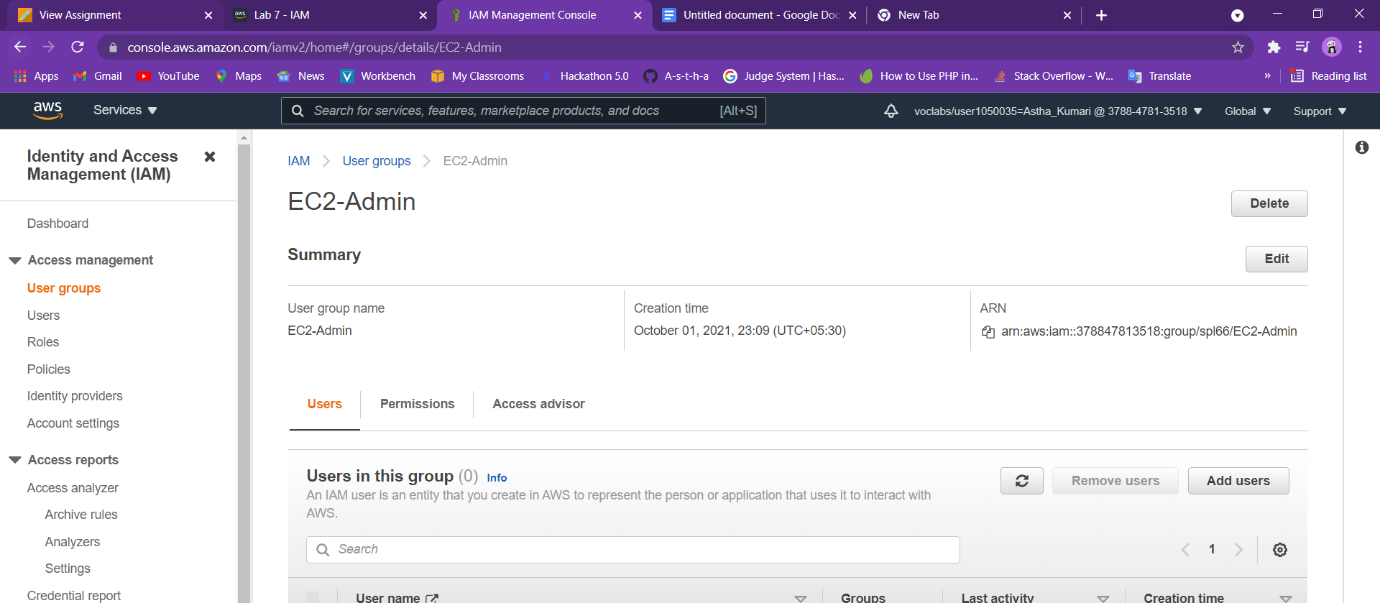 View Assignment
Lab 7 - IAM
IAM Management Console
Untitled document - Google Doc
New Tab
console.aws.amazon.com/iamv2/home#/groups/details/EC2-Admin
Apps Gmail YouTube Maps News Workbench My Classrooms Hackathon 5.0 A-s-t-h-a Judge System | Has... How to Use PHP in... Stack Overflow - W... Translate » Reading list
aws Services Search for services, features, marketplace products, and docs [Alt+S] voclabs/user1050035=Astha_Kumari @ 3788-4781-3518 Global Support
Identity and Access
Management (IAM)
Dashboard
Access management
User groups
Users
Roles
Policies
Identity providers
Account settings
Access reports
Access analyzer
Archive rules
Analyzers
Settings
Credential report
IAM User groups EC2-Admin
EC2-Admin
Delete
Summary
Edit
User group name
EC2-Admin
Creation time
October 01, 2021, 23:09 (UTC+05:30)
ARN
arn:aws:iam::378847813518:group/spl66/EC2-Admin
Users Permissions Access advisor
Users in this group (0) Info
An IAM user is an entity that you create in AWS to represent the person or application that uses it to interact with
AWS.
Remove users
Add users
Search
1
User name Groups Last activity Creation time